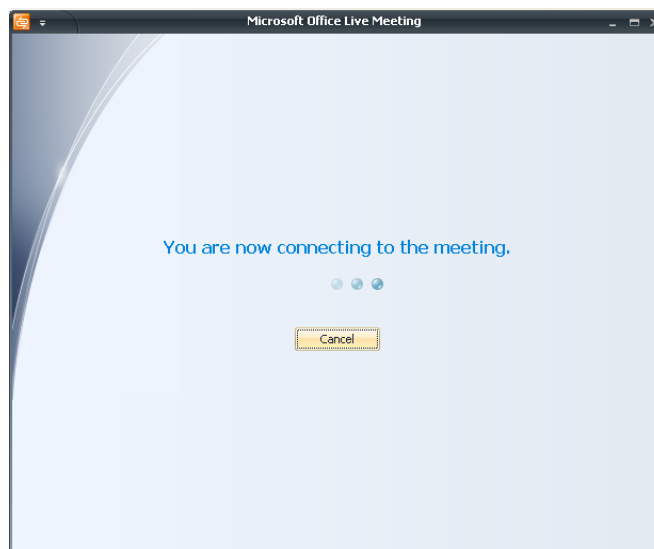 Microsoft Office Live Meeting
You are now connecting to the meeting.
Cancel